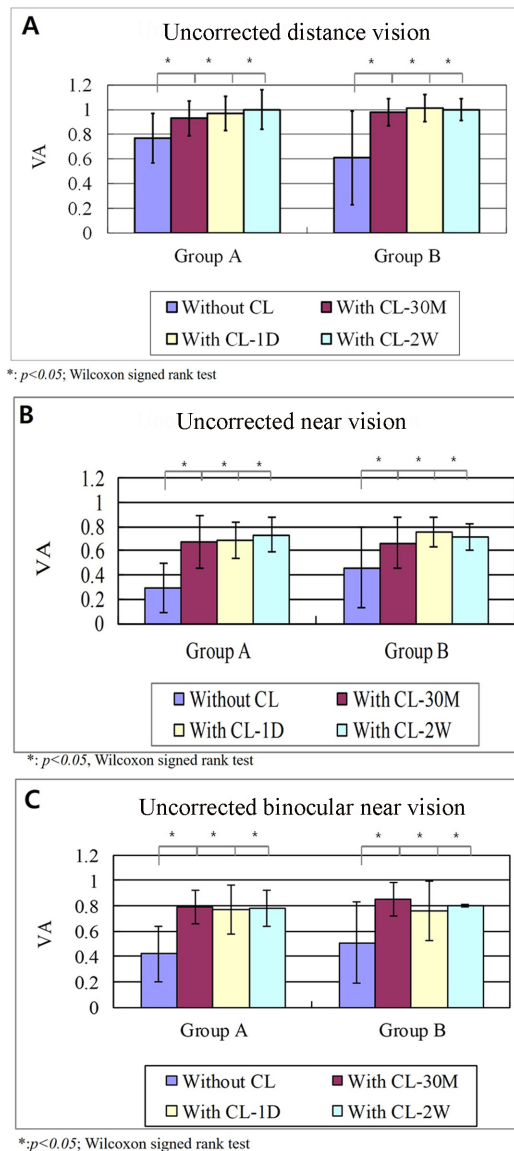 A
Uncorrected distance vision
* * * * * *
1.2
1
0.8
0.6
0.4
0.2
0
VA
Group A Group B
Without CL With CL-30M
With CL-1D With CL-2W
*: p<0.05; Wilcoxon signed rank test
B
Uncorrected near vision
* * * * * *
1.2
1
0.8
0.6
0.4
0.2
0
VA
Group A Group B
Without CL With CL-30M
With CL-1D With CL-2W
*: p<0.05, Wilcoxon signed rank test
C
Uncorrected binocular near vision
* * * * * *
1.2
1
0.8
0.6
0.4
0.2
0
VA
Group A Group B
Without CL With CL-30M
With CL-1D With CL-2W
*:p<0.05; Wilcoxon signed rank test